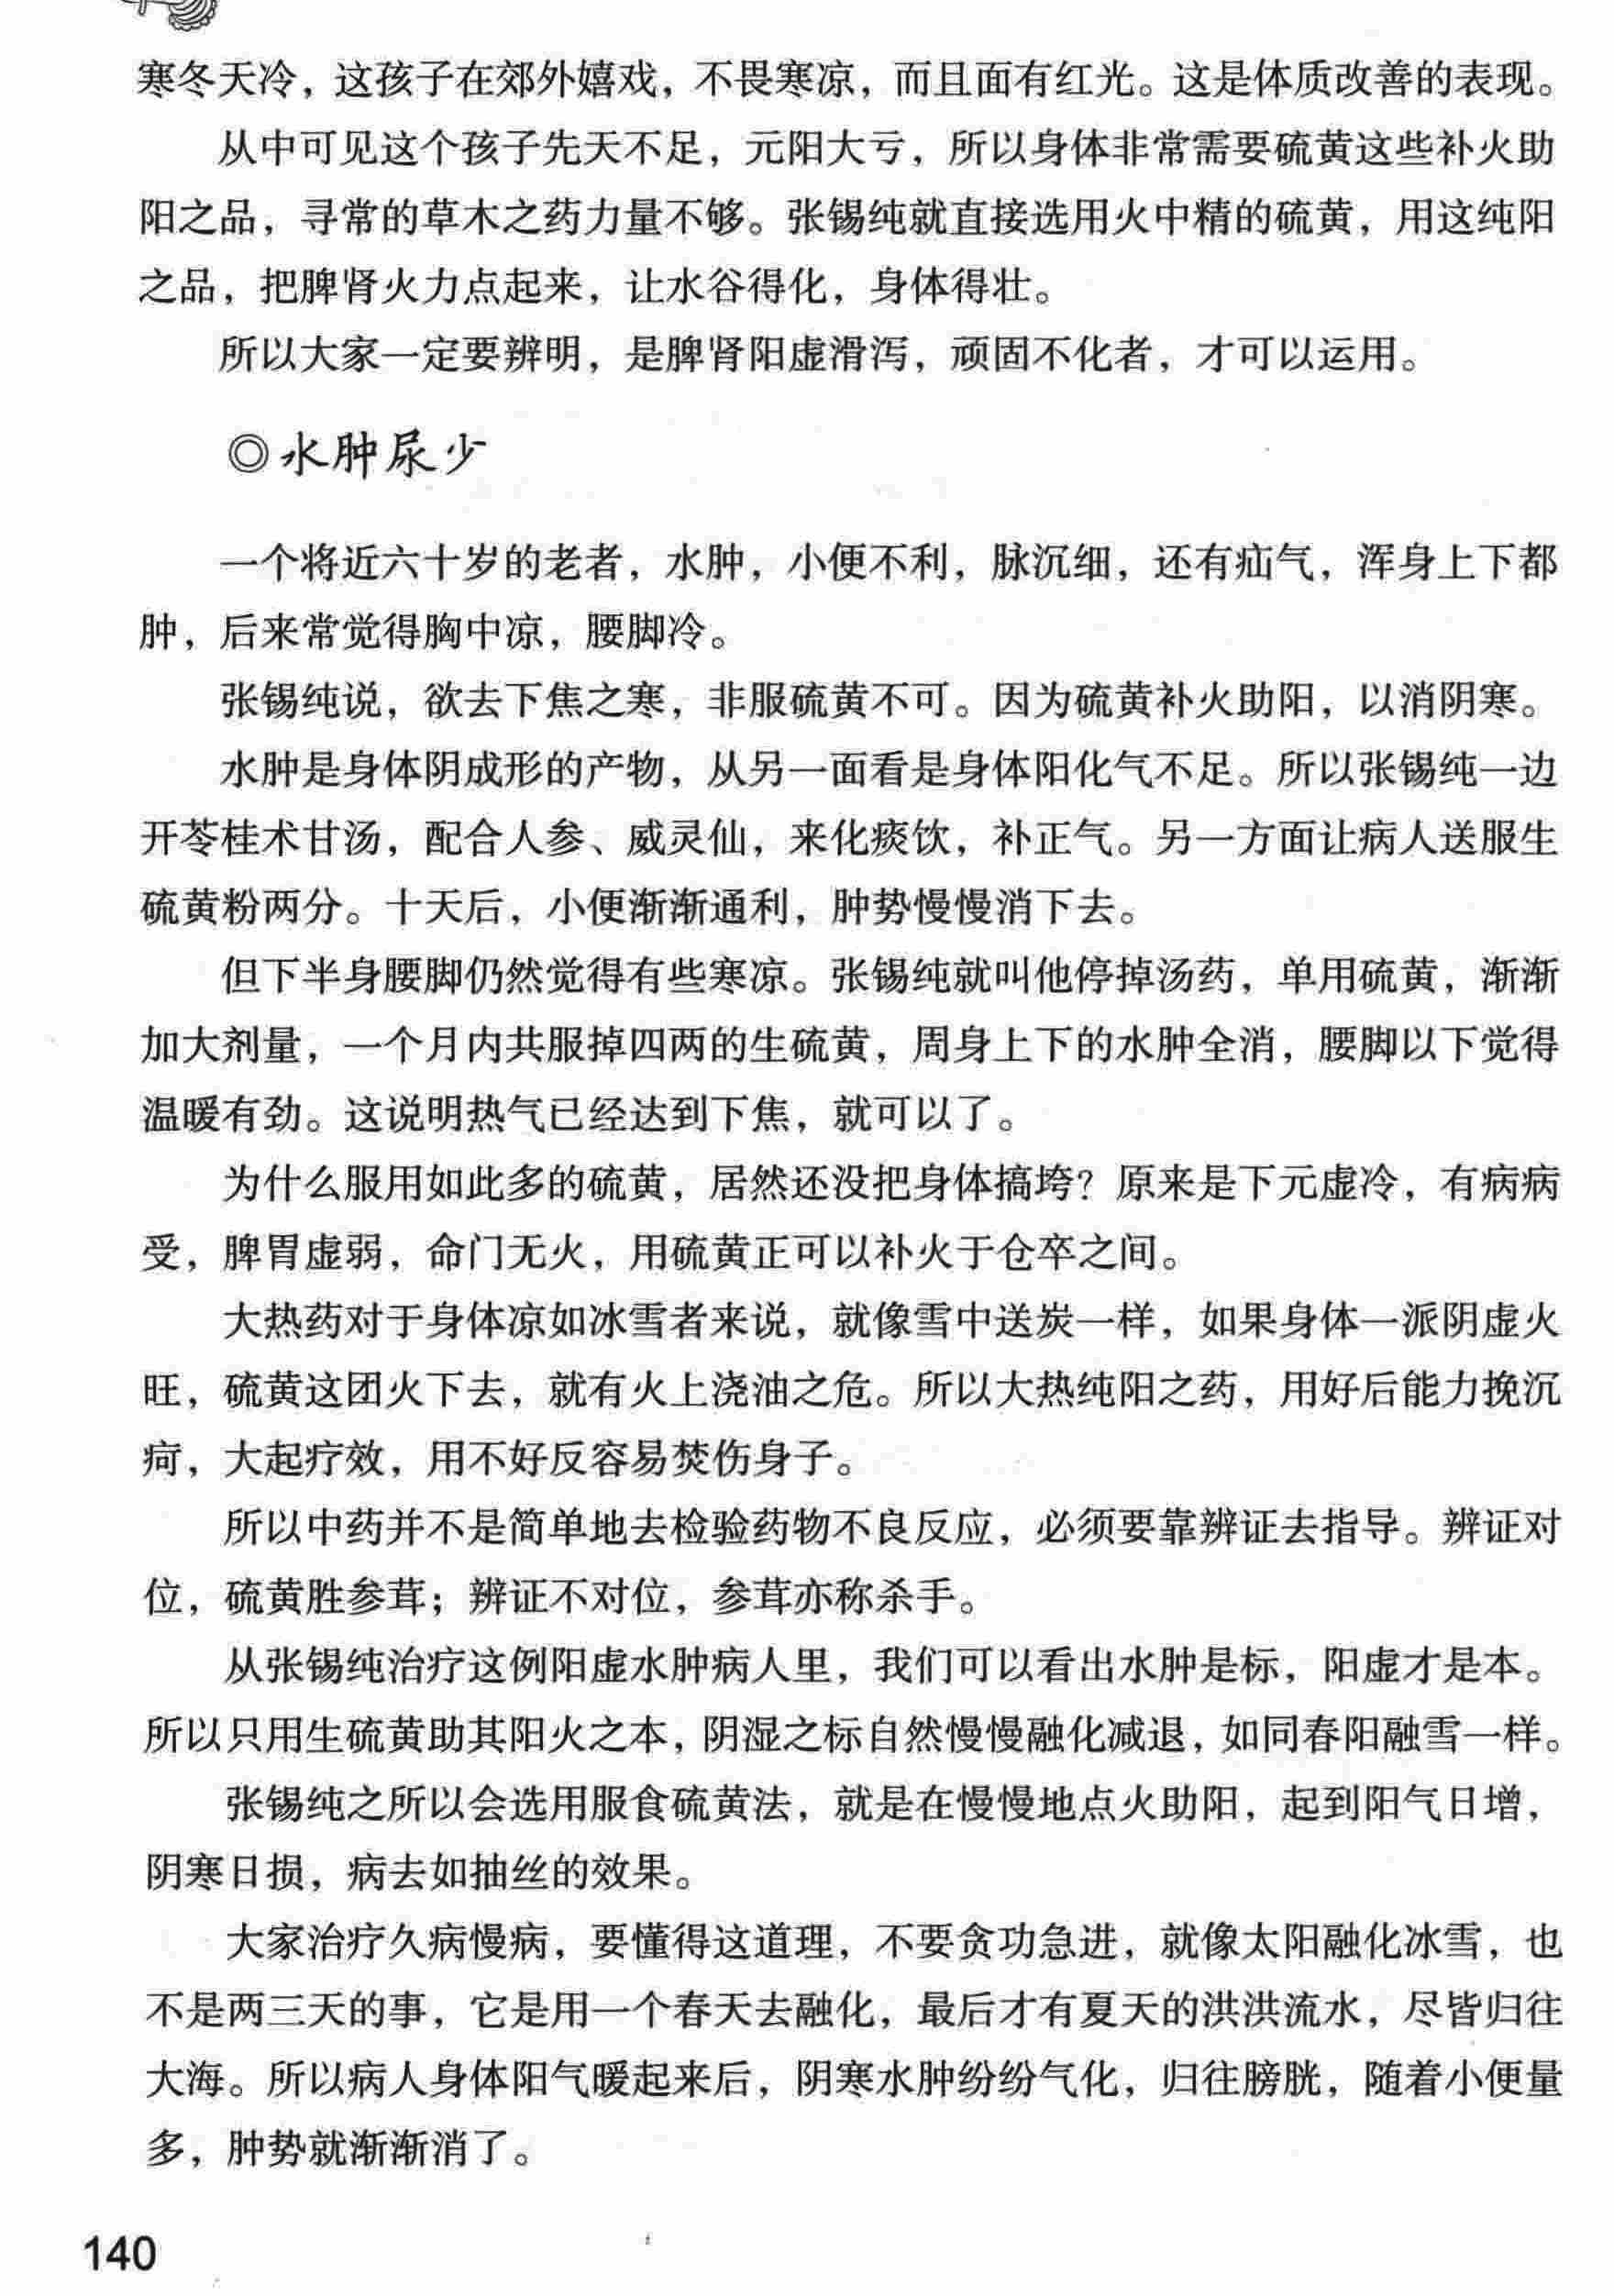 寒冬天冷，这孩子在郊外嬉戏，不畏寒凉，而且面有红光。这是体质改善的表现。
从中可见这个孩子先天不足，元阳大亏，所以身体非常需要硫黄这些补火助
阳之品，寻常的草木之药力量不够。张锡纯就直接选用火中精的硫黄，用这纯阳
之品，把脾肾火力点起来，让水谷得化，身体得壮。
所以大家一定要辨明，是脾肾阳虚滑泻，顽固不化者，才可以运用。
◎水肿尿少
一个将近六十岁的老者，水肿，小便不利，脉沉细，还有疝气，浑身上下都
肿，后来常觉得胸中凉，腰脚冷。
张锡纯说，欲去下焦之寒，非服硫黄不可。因为硫黄补火助阳，以消阴寒。
水肿是身体阴成形的产物，从另一面看是身体阳化气不足。所以张锡纯一边
开苓桂术甘汤，配合人参、威灵仙，来化痰饮，补正气。另一方面让病人送服生
硫黄粉两分。十天后，小便渐渐通利，肿势慢慢消下去。
但下半身腰脚仍然觉得有些寒凉。张锡纯就叫他停掉汤药，单用硫黄，渐渐
加大剂量，一个月内共服掉四两的生硫黄，周身上下的水肿全消，腰脚以下觉得
温暖有劲。这说明热气已经达到下焦，就可以了。
为什么服用如此多的硫黄，居然还没把身体搞垮？原来是下元虚冷，有病病
受，脾胃虚弱，命门无火，用硫黄正可以补火于仓卒之间。
大热药对于身体凉如冰雪者来说，就像雪中送炭一样，如果身体一派阴虚火
旺，硫黄这团火下去，就有火上浇油之危。所以大热纯阳之药，用好后能力挽沉
疴，大起疗效，用不好反容易焚伤身子。
所以中药并不是简单地去检验药物不良反应，必须要靠辨证去指导。辨证对
位，硫黄胜参茸；辨证不对位，参茸亦称杀手。
从张锡纯治疗这例阳虚水肿病人里，我们可以看出水肿是标，阳虚才是本。
所以只用生硫黄助其阳火之本，阴湿之标自然慢慢融化减退，如同春阳融雪一样。
张锡纯之所以会选用服食硫黄法，就是在慢慢地点火助阳，起到阳气日增，
阴寒日损，病去如抽丝的效果。
大家治疗久病慢病，要懂得这道理，不要贪功急进，就像太阳融化冰雪，也
不是两三天的事，它是用一个春天去融化，最后才有夏天的洪洪流水，尽皆归往
大海。所以病人身体阳气暖起来后，阴寒水肿纷纷气化，归往膀胱，随着小便量
多，肿势就渐渐消了。
140